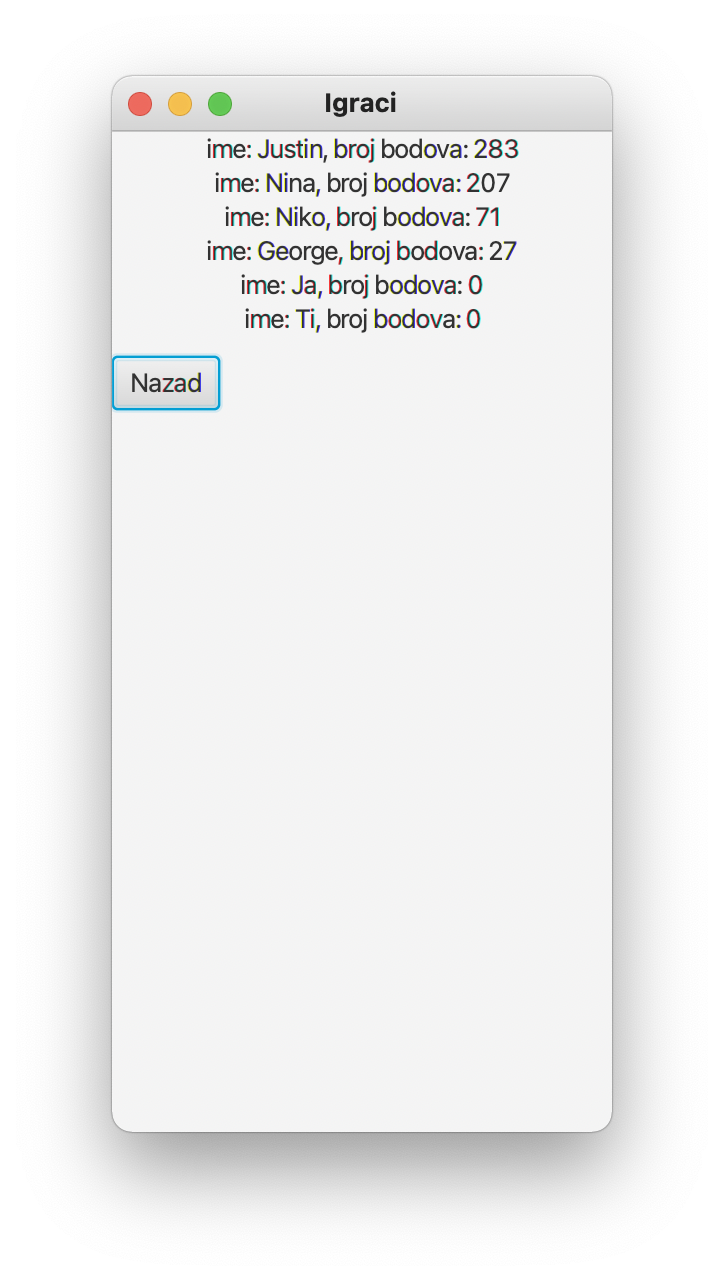 Igraci
ime: Justin, broj bodova: 283
ime: Nina, broj bodova: 207
ime: Niko, broj bodova: 71
ime: George, broj bodova: 27
ime: Ja, broj bodova: 0
ime: Ti, broj bodova: 0
Nazad